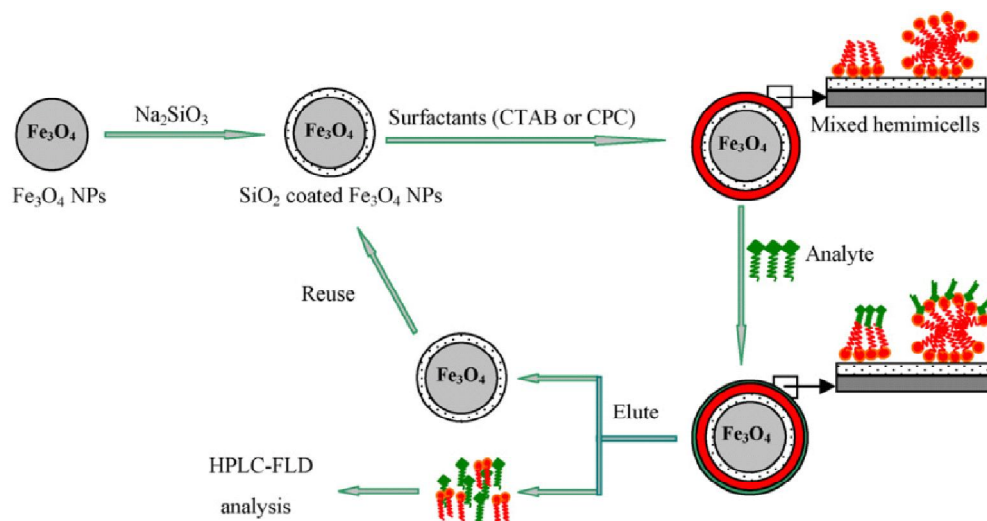 Fe₃O₄
Na₂SiO₃
Fe₃O₄
Surfactants (CTAB or CPC)
Fe₃O₄
Mixed hemimicells
Fe₃O₄ NPs
SiO₂ coated Fe₃O₄ NPs
Analyte
Reuse
Fe₃O₄
Elute
Fe₃O₄
HPLC-FLD
analysis